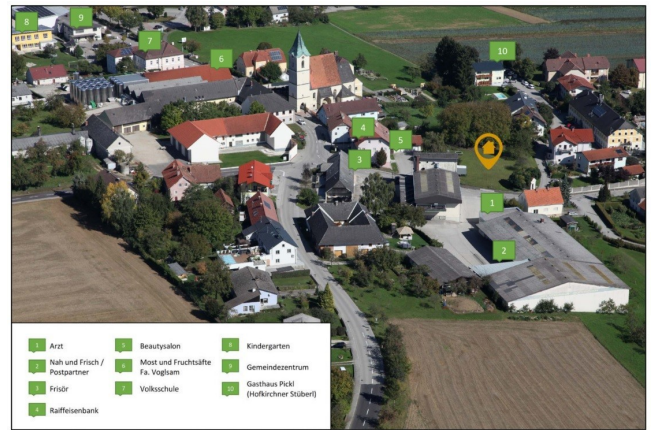 8
9
7
6
10
4
5
3
1
2
1 Arzt
2 Nah und Frisch /
Postpartner
3 Frisör
4 Raiffeisenbank
5 Beautysalon
6 Most und Fruchtsäfte
Fa. Voglsam
7 Volksschule
8 Kindergarten
9 Gemeindezentrum
10 Gasthaus Pickl
(Hofkirchner Stüberl)